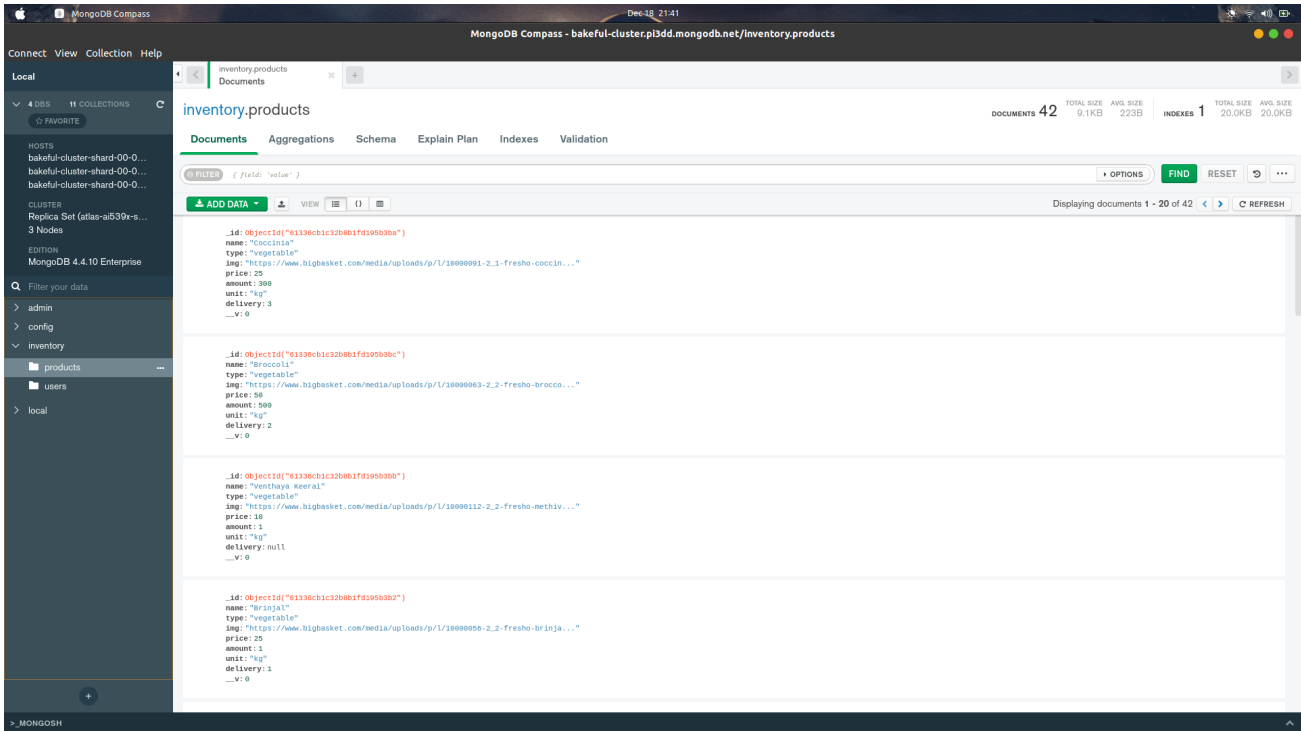 MongoDB Compass
Dec 18 21:41
MongoDB Compass - bakeful-cluster.pi3dd.mongodb.net/inventory.products
Connect View Collection Help
Local
4 DBS 11 COLLECTIONS
FAVORITE
HOSTS
bakeful-cluster-shard-00-0...
bakeful-cluster-shard-00-0...
bakeful-cluster-shard-00-0...
CLUSTER
Replica Set (atlas-ai539x-s...
3 Nodes
EDITION
MongoDB 4.4.10 Enterprise
Filter your data
admin
config
inventory
products
users
local
>_MONGOSH
inventory.products
Documents
inventory.products
DOCUMENTS 42 TOTAL SIZE 9.1KB AVG. SIZE 223B INDEXES 1 TOTAL SIZE 20.0KB AVG. SIZE 20.0KB
Documents Aggregations Schema Explain Plan Indexes Validation
FILTER { field: 'value' } OPTIONS FIND RESET
ADD DATA VIEW {} Displaying documents 1 - 20 of 42 REFRESH
_id: ObjectId("61336cb1c32b8b1fd195b3ba")
name: "Coccinia"
type: "vegetable"
img: "https://www.bigbasket.com/media/uploads/p/l/10000091-2_1-fresho-coccin..."
price: 25
amount: 300
unit: "kg"
delivery: 3
__v: 0
_id: ObjectId("61336cb1c32b8b1fd195b3bc")
name: "Broccoli"
type: "vegetable"
img: "https://www.bigbasket.com/media/uploads/p/l/10000063-2_2-fresho-brocco..."
price: 50
amount: 500
unit: "kg"
delivery: 2
__v: 0
_id: ObjectId("61336cb1c32b8b1fd195b3bb")
name: "Venthaya Keerai"
type: "vegetable"
img: "https://www.bigbasket.com/media/uploads/p/l/10000112-2_2-fresho-methiv..."
price: 10
amount: 1
unit: "kg"
delivery: null
__v: 0
_id: ObjectId("61336cb1c32b8b1fd195b3b2")
name: "Brinjal"
type: "vegetable"
img: "https://www.bigbasket.com/media/uploads/p/l/10000056-2_2-fresho-brinja..."
price: 25
amount: 1
unit: "kg"
delivery: 1
__v: 0